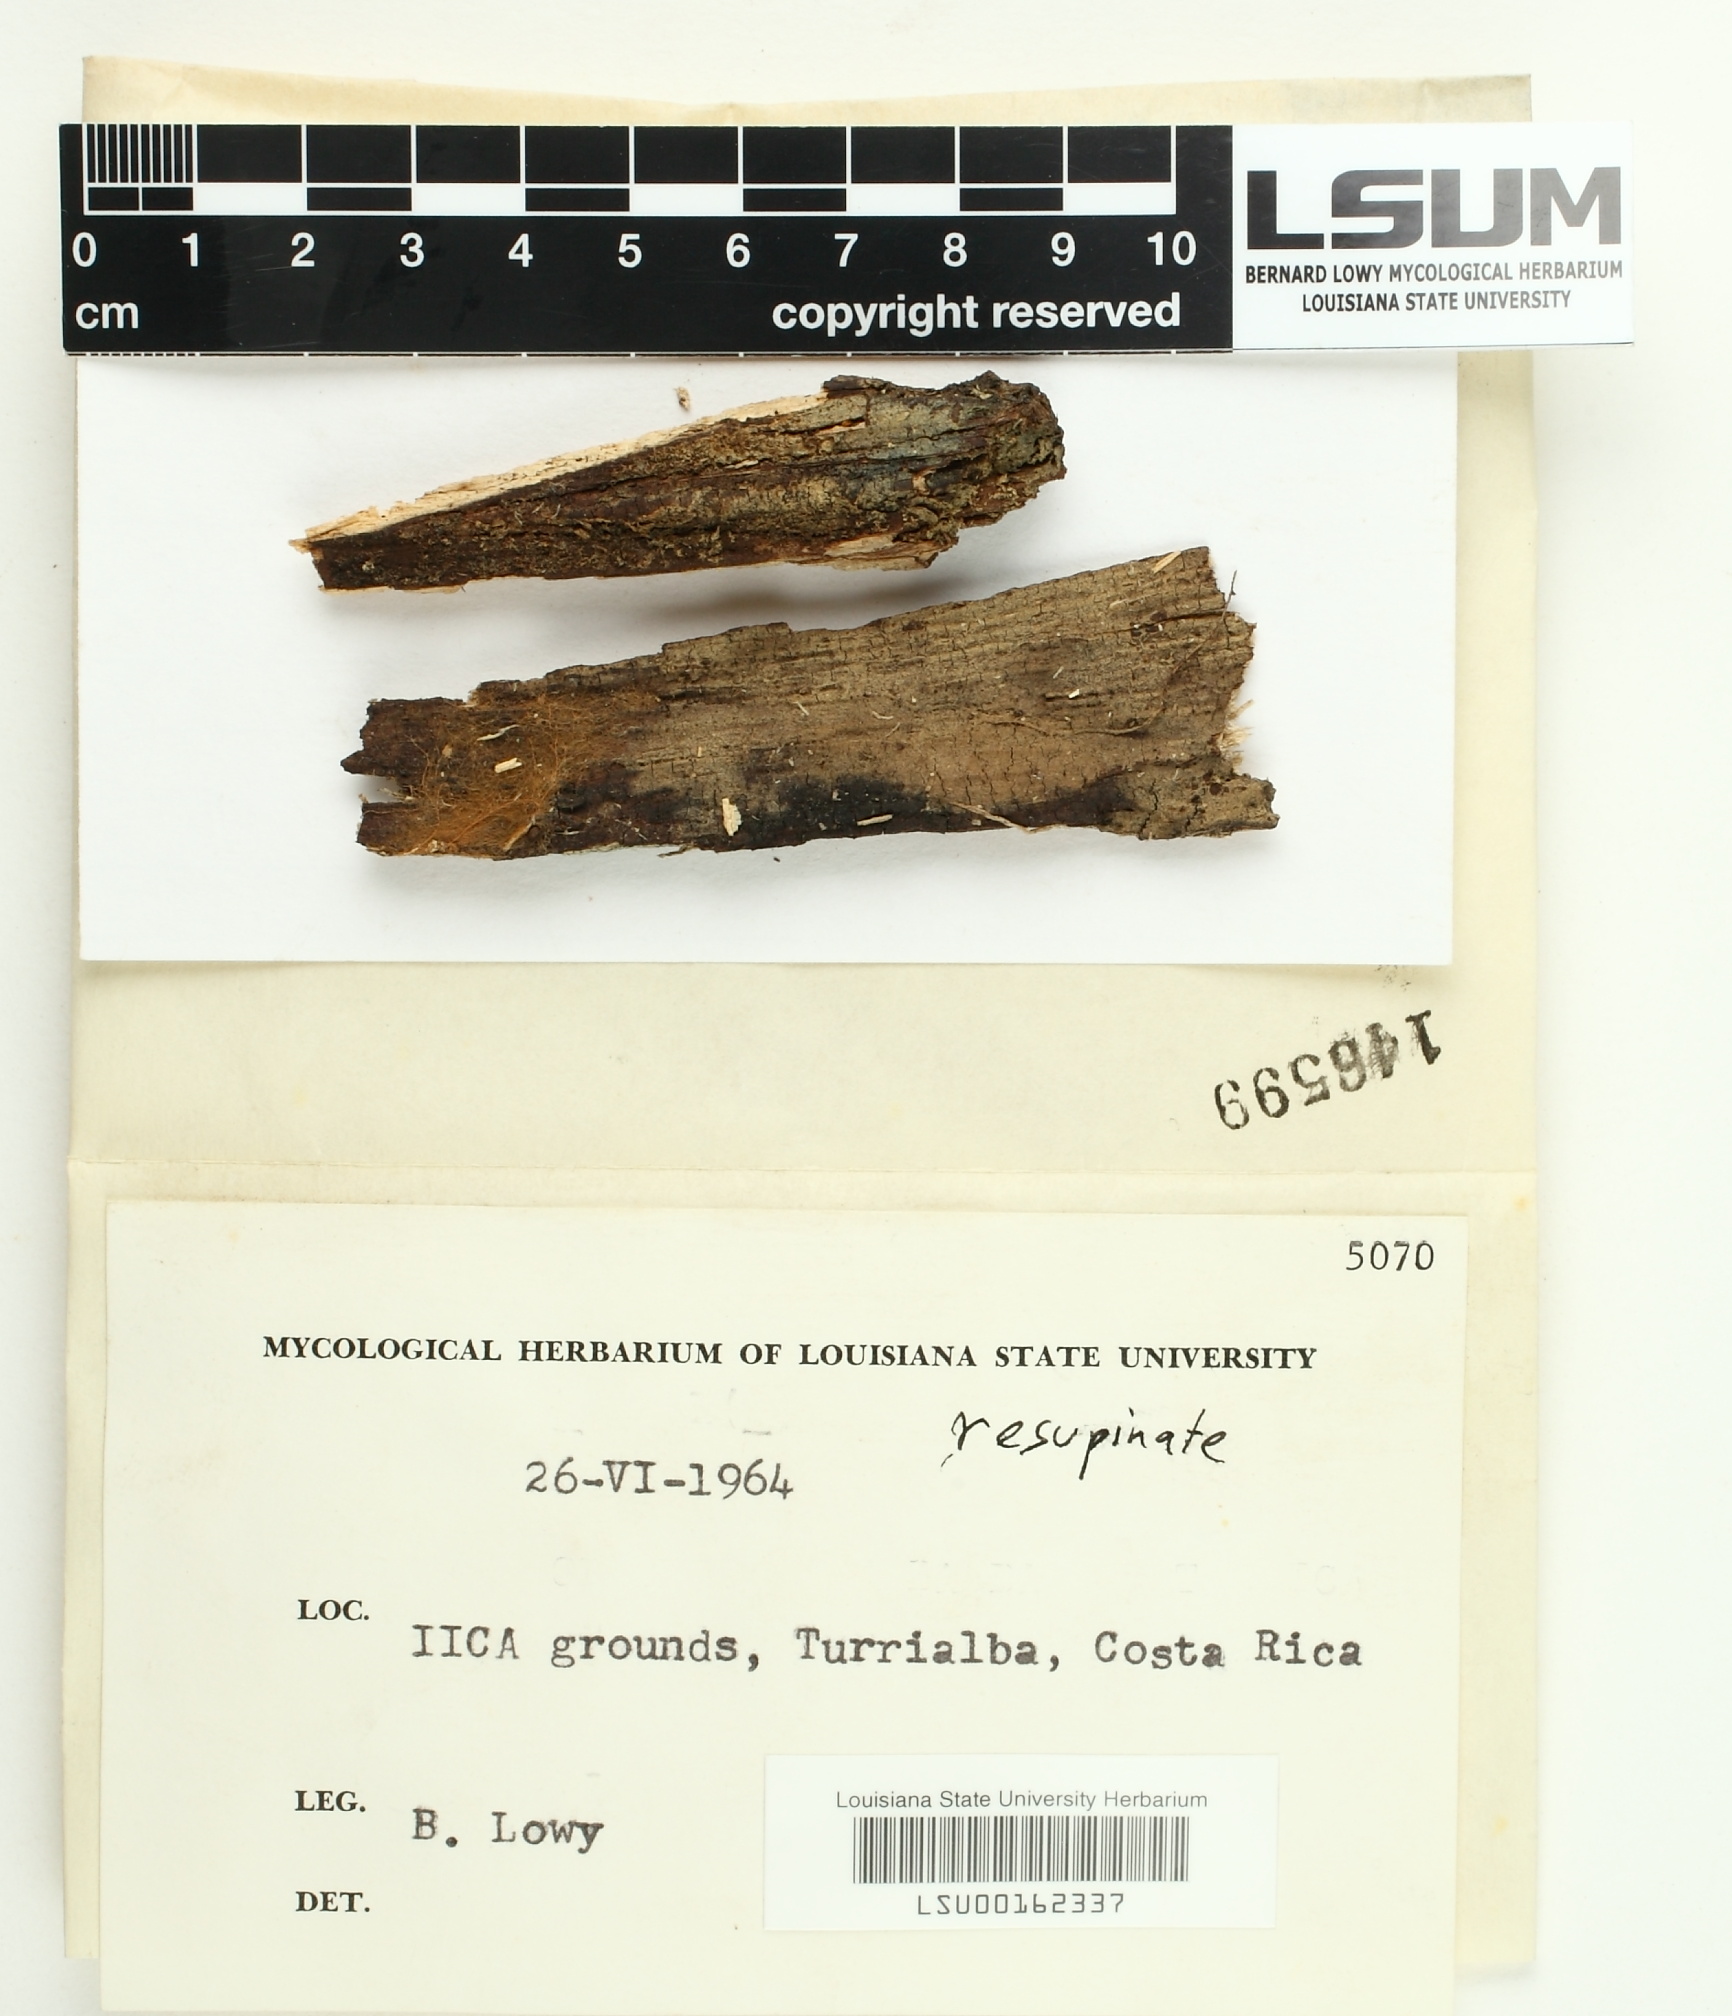 0 1 2 3 4 5 6 7 8 9 10
cm copyright reserved
LSUM
BERNARD LOWY MYCOLOGICAL HERBARIUM
LOUISIANA STATE UNIVERSITY
146599
5070
MYCOLOGICAL HERBARIUM OF LOUISIANA STATE UNIVERSITY
resupinate
26-VI-1964
LOC. IICA grounds, Turrialba, Costa Rica
LEG. B. Lowy
DET.
Louisiana State University Herbarium
LSU00162337